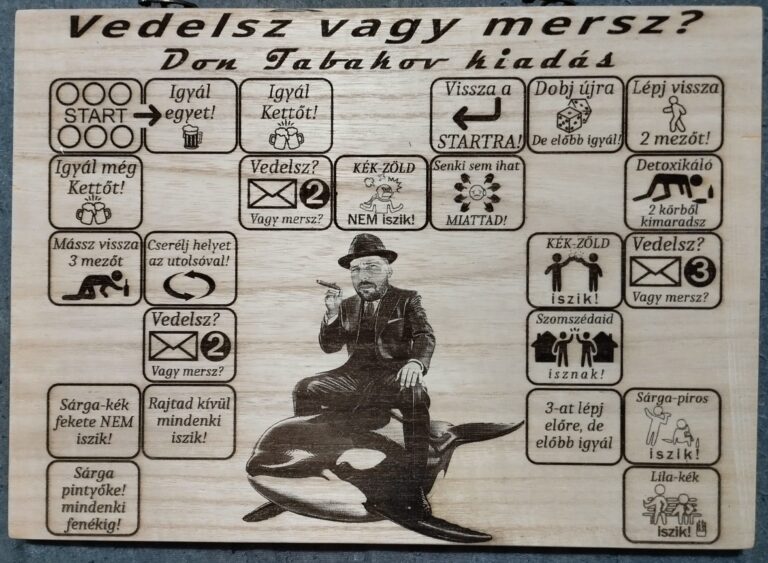 Vedelsz vagy mersz?
Don Tabakov kiadás
START
Igyál
egyet!
Igyál
Kettőt!
Vissza a
STARTRA!
Dobj újra
De előbb igyál!
Lépj vissza
2 mezőt!
Igyál még
Kettőt!
Vedelsz?
2
Vagy mersz?
KÉK-ZÖLD
NEM iszik!
Senki sem ihat
MIATTAD!
Detoxikáló
2 körből
kimaradsz
Mássz vissza
3 mezőt
Cserélj helyet
az utolsóval!
KÉK-ZÖLD
iszik!
Vedelsz?
3
Vagy mersz?
Vedelsz?
2
Vagy mersz?
Szomszédaid
isznak!
Sárga-kék
fekete NEM
iszik!
Rajtad kívül
mindenki
iszik!
3-at lépj
előre, de
előbb igyál
Sárga-piros
iszik!
Sárga
pintyőke!
mindenki
fenékig!
Lila-kék
iszik!